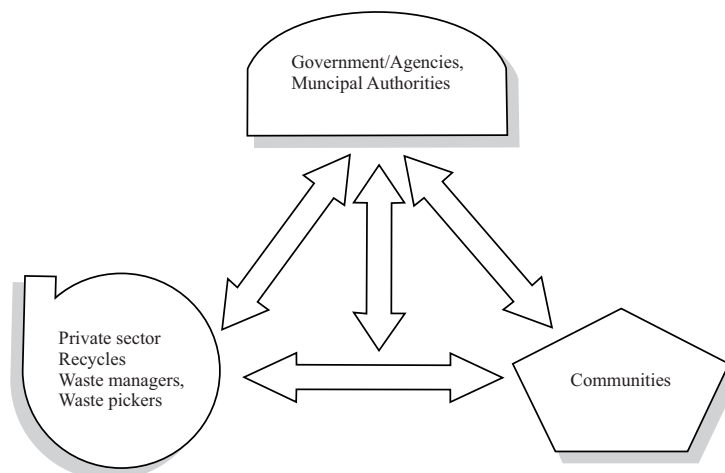 Government/Agencies,
Muncipal Authorities
Private sector
Recycles
Waste managers,
Waste pickers
Communities